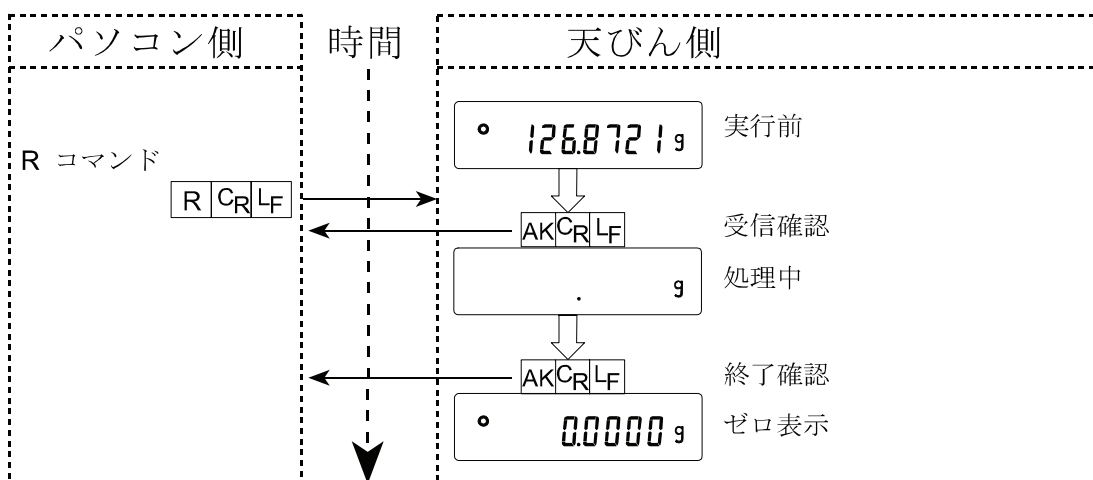 パソコン側 時間 天びん側
126.8721 g 実行前
R コマンド
R CR LF
AK CR LF 受信確認
. g 処理中
AK CR LF 終了確認
0.0000 g ゼロ表示